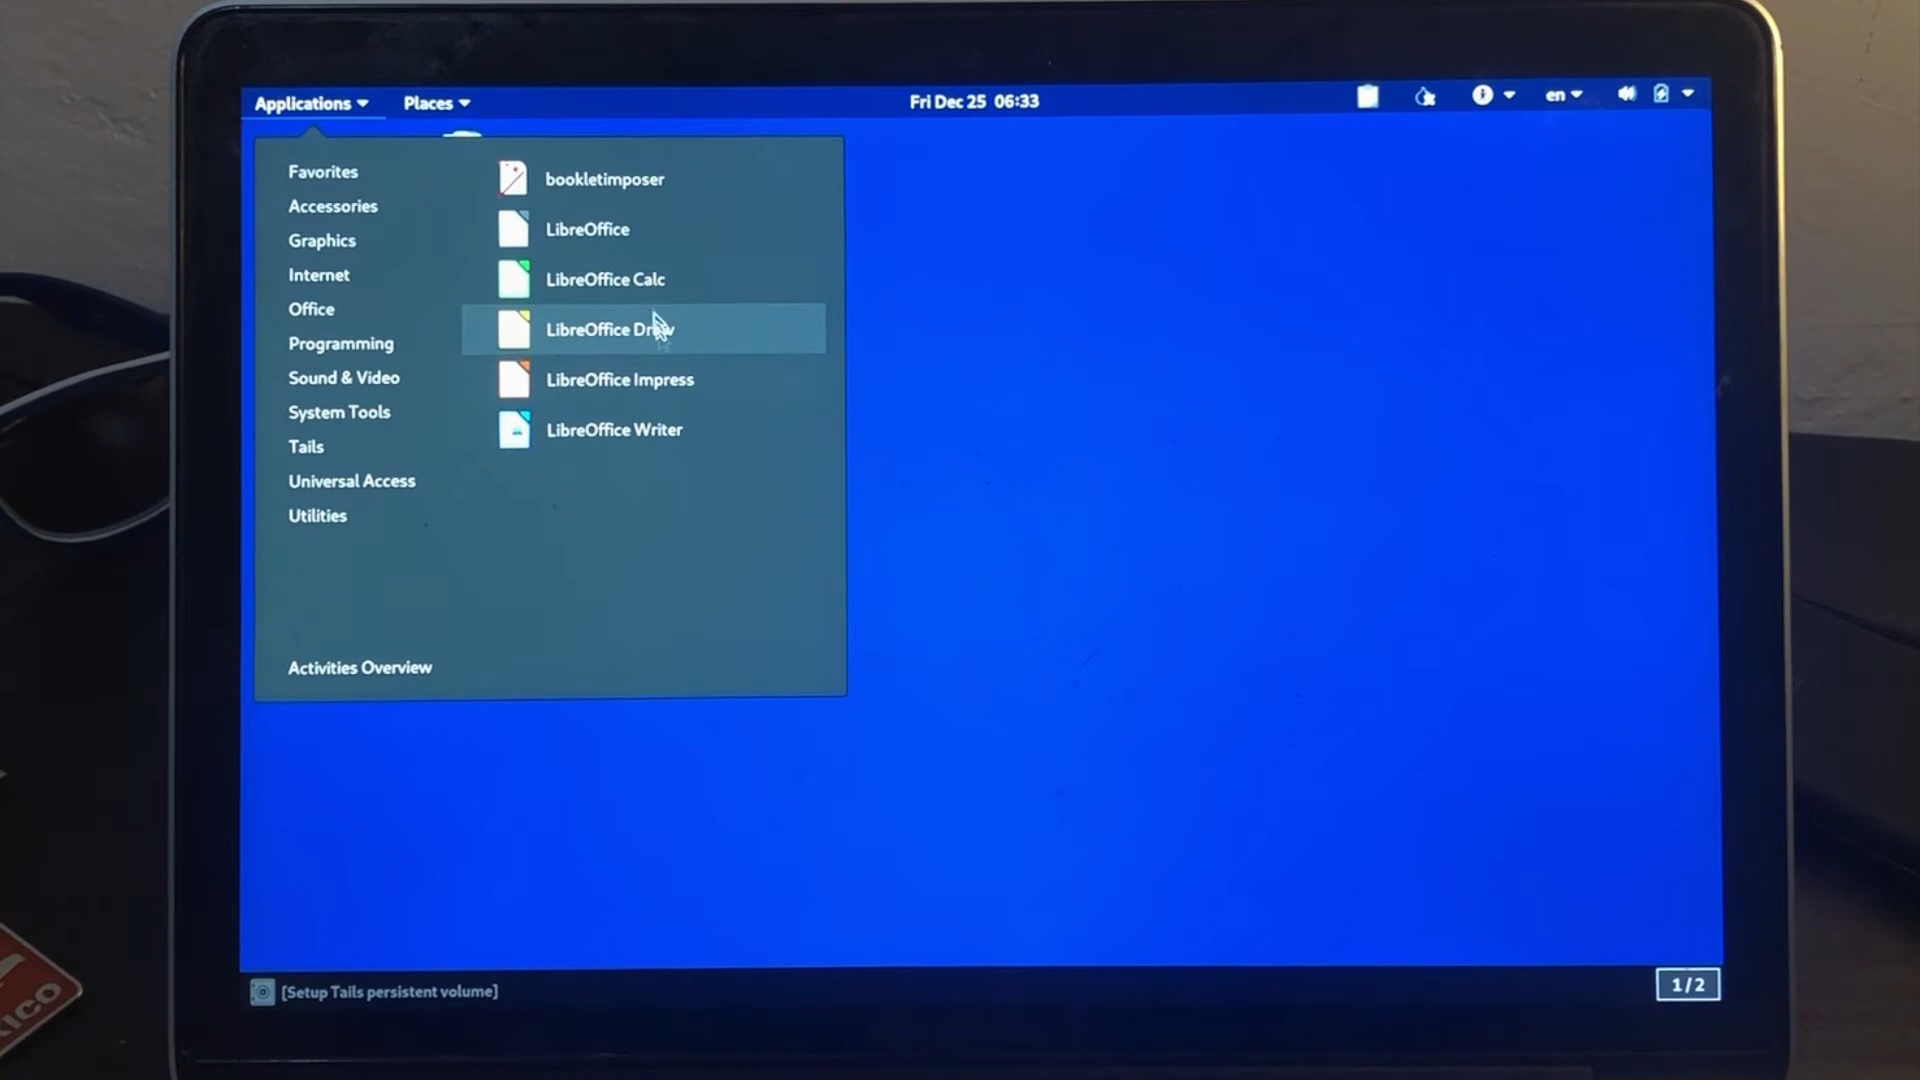 Applications Places Fri Dec 25 06:33 en
Favorites
Accessories
Graphics
Internet
Office
Programming
Sound & Video
System Tools
Tails
Universal Access
Utilities
Activities Overview
bookletimposer
LibreOffice
LibreOffice Calc
LibreOffice Draw
LibreOffice Impress
LibreOffice Writer
[Setup Tails persistent volume]
1/2